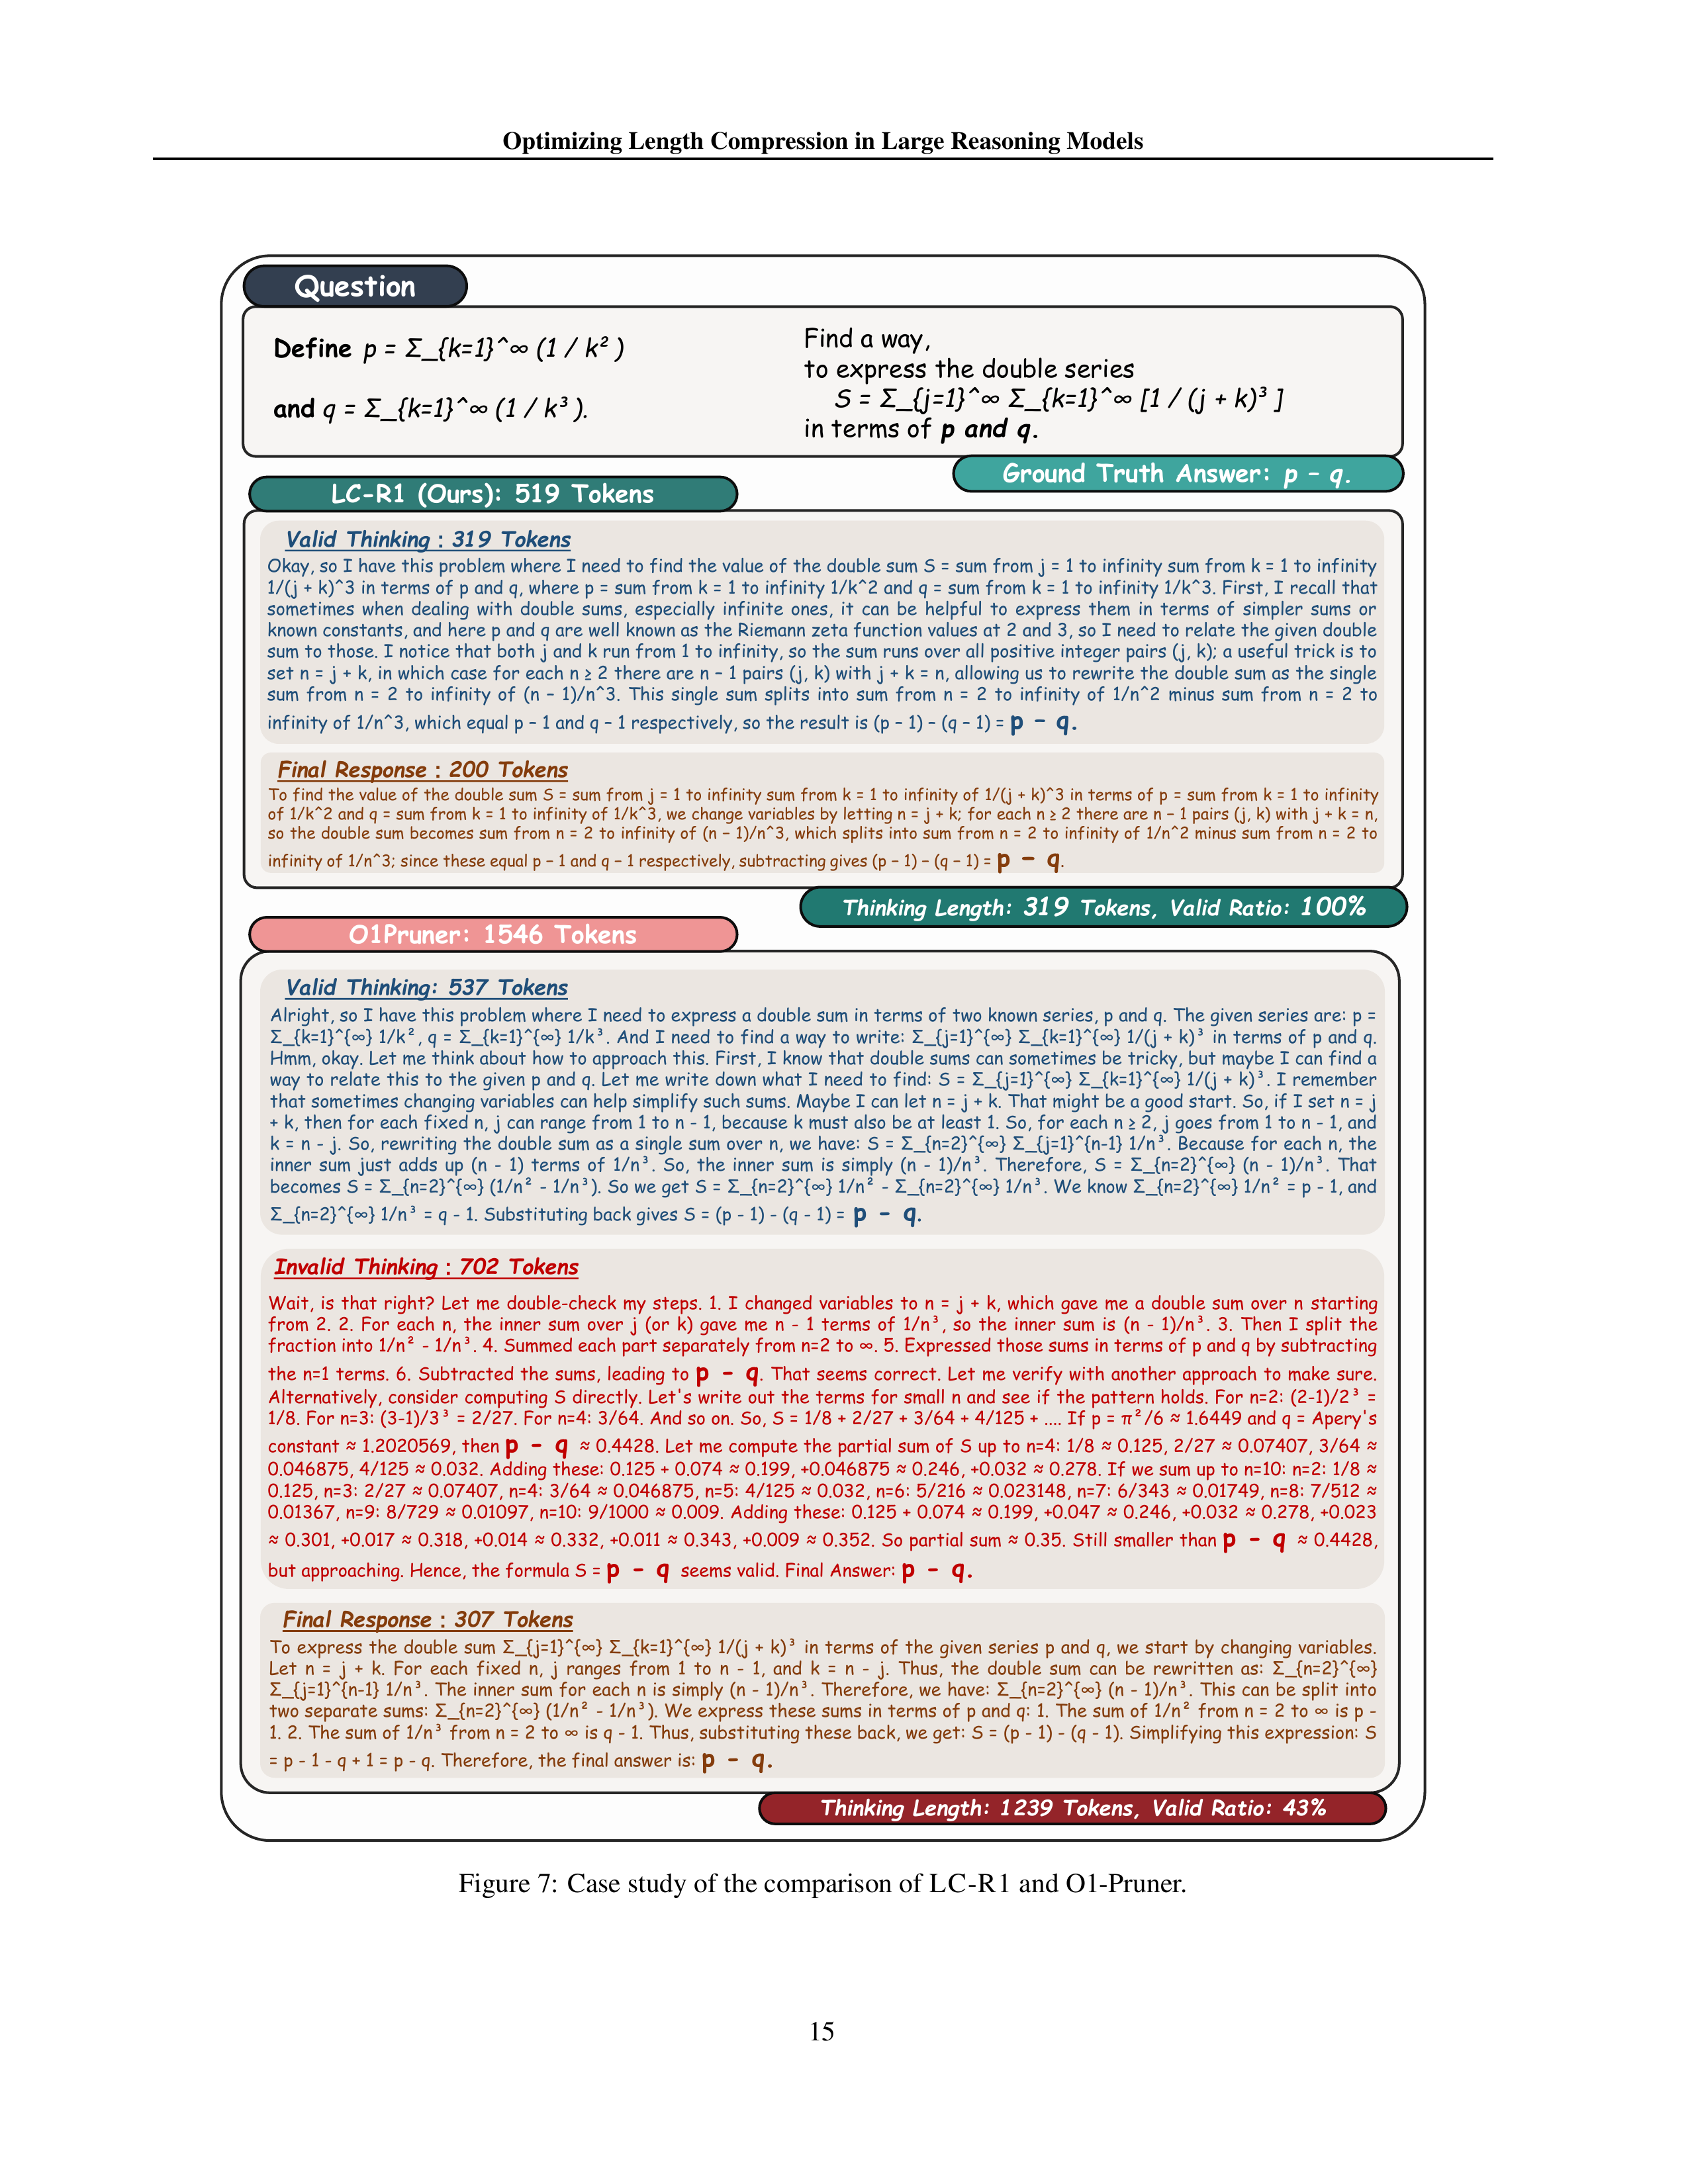 Optimizing Length Compression in Large Reasoning Models
Question
Define p = Σ_{k=1}^∞ (1 / k² )
and q = Σ_{k=1}^∞ (1 / k³ ).
Find a way,
to express the double series
S = Σ_{j=1}^∞ Σ_{k=1}^∞ [1 / (j + k)³ ]
in terms of p and q.
Ground Truth Answer: p – q.
LC-R1 (Ours): 519 Tokens
Valid Thinking : 319 Tokens
Okay, so I have this problem where I need to find the value of the double sum S = sum from j = 1 to infinity sum from k = 1 to infinity
1/(j + k)^3 in terms of p and q, where p = sum from k = 1 to infinity 1/k^2 and q = sum from k = 1 to infinity 1/k^3. First, I recall that
sometimes when dealing with double sums, especially infinite ones, it can be helpful to express them in terms of simpler sums or
known constants, and here p and q are well known as the Riemann zeta function values at 2 and 3, so I need to relate the given double
sum to those. I notice that both j and k run from 1 to infinity, so the sum runs over all positive integer pairs (j, k); a useful trick is to
set n = j + k, in which case for each n ≥ 2 there are n – 1 pairs (j, k) with j + k = n, allowing us to rewrite the double sum as the single
sum from n = 2 to infinity of (n – 1)/n^3. This single sum splits into sum from n = 2 to infinity of 1/n^2 minus sum from n = 2 to
infinity of 1/n^3, which equal p – 1 and q – 1 respectively, so the result is (p – 1) – (q – 1) = p – q.
Final Response : 200 Tokens
To find the value of the double sum S = sum from j = 1 to infinity sum from k = 1 to infinity of 1/(j + k)^3 in terms of p = sum from k = 1 to infinity
of 1/k^2 and q = sum from k = 1 to infinity of 1/k^3, we change variables by letting n = j + k; for each n ≥ 2 there are n – 1 pairs (j, k) with j + k = n,
so the double sum becomes sum from n = 2 to infinity of (n – 1)/n^3, which splits into sum from n = 2 to infinity of 1/n^2 minus sum from n = 2 to
infinity of 1/n^3; since these equal p – 1 and q – 1 respectively, subtracting gives (p – 1) – (q – 1) = p – q.
Thinking Length: 319 Tokens, Valid Ratio: 100%
O1Pruner: 1546 Tokens
Valid Thinking: 537 Tokens
Alright, so I have this problem where I need to express a double sum in terms of two known series, p and q. The given series are: p =
Σ_{k=1}^{∞} 1/k², q = Σ_{k=1}^{∞} 1/k³. And I need to find a way to write: Σ_{j=1}^{∞} Σ_{k=1}^{∞} 1/(j + k)³ in terms of p and q.
Hmm, okay. Let me think about how to approach this. First, I know that double sums can sometimes be tricky, but maybe I can find a
way to relate this to the given p and q. Let me write down what I need to find: S = Σ_{j=1}^{∞} Σ_{k=1}^{∞} 1/(j + k)³. I remember
that sometimes changing variables can help simplify such sums. Maybe I can let n = j + k. That might be a good start. So, if I set n = j
+ k, then for each fixed n, j can range from 1 to n - 1, because k must also be at least 1. So, for each n ≥ 2, j goes from 1 to n - 1, and
k = n - j. So, rewriting the double sum as a single sum over n, we have: S = Σ_{n=2}^{∞} Σ_{j=1}^{n-1} 1/n³. Because for each n, the
inner sum just adds up (n - 1) terms of 1/n³. So, the inner sum is simply (n - 1)/n³. Therefore, S = Σ_{n=2}^{∞} (n - 1)/n³. That
becomes S = Σ_{n=2}^{∞} (1/n² - 1/n³). So we get S = Σ_{n=2}^{∞} 1/n² - Σ_{n=2}^{∞} 1/n³. We know Σ_{n=2}^{∞} 1/n² = p - 1, and
Σ_{n=2}^{∞} 1/n³ = q - 1. Substituting back gives S = (p - 1) - (q - 1) = p - q.
Invalid Thinking : 702 Tokens
Wait, is that right? Let me double-check my steps. 1. I changed variables to n = j + k, which gave me a double sum over n starting
from 2. 2. For each n, the inner sum over j (or k) gave me n - 1 terms of 1/n³, so the inner sum is (n - 1)/n³. 3. Then I split the
fraction into 1/n² - 1/n³. 4. Summed each part separately from n=2 to ∞. 5. Expressed those sums in terms of p and q by subtracting
the n=1 terms. 6. Subtracted the sums, leading to p - q. That seems correct. Let me verify with another approach to make sure.
Alternatively, consider computing S directly. Let's write out the terms for small n and see if the pattern holds. For n=2: (2-1)/2³ =
1/8. For n=3: (3-1)/3³ = 2/27. For n=4: 3/64. And so on. So, S = 1/8 + 2/27 + 3/64 + 4/125 + .... If p = π²/6 ≈ 1.6449 and q = Apery's
constant ≈ 1.2020569, then p - q ≈ 0.4428. Let me compute the partial sum of S up to n=4: 1/8 ≈ 0.125, 2/27 ≈ 0.07407, 3/64 ≈
0.046875, 4/125 ≈ 0.032. Adding these: 0.125 + 0.074 ≈ 0.199, +0.046875 ≈ 0.246, +0.032 ≈ 0.278. If we sum up to n=10: n=2: 1/8 ≈
0.125, n=3: 2/27 ≈ 0.07407, n=4: 3/64 ≈ 0.046875, n=5: 4/125 ≈ 0.032, n=6: 5/216 ≈ 0.023148, n=7: 6/343 ≈ 0.01749, n=8: 7/512 ≈
0.01367, n=9: 8/729 ≈ 0.01097, n=10: 9/1000 ≈ 0.009. Adding these: 0.125 + 0.074 ≈ 0.199, +0.047 ≈ 0.246, +0.032 ≈ 0.278, +0.023
≈ 0.301, +0.017 ≈ 0.318, +0.014 ≈ 0.332, +0.011 ≈ 0.343, +0.009 ≈ 0.352. So partial sum ≈ 0.35. Still smaller than p - q ≈ 0.4428,
but approaching. Hence, the formula S = p - q seems valid. Final Answer: p - q.
Final Response : 307 Tokens
To express the double sum Σ_{j=1}^{∞} Σ_{k=1}^{∞} 1/(j + k)³ in terms of the given series p and q, we start by changing variables.
Let n = j + k. For each fixed n, j ranges from 1 to n - 1, and k = n - j. Thus, the double sum can be rewritten as: Σ_{n=2}^{∞}
Σ_{j=1}^{n-1} 1/n³. The inner sum for each n is simply (n - 1)/n³. Therefore, we have: Σ_{n=2}^{∞} (n - 1)/n³. This can be split into
two separate sums: Σ_{n=2}^{∞} (1/n² - 1/n³). We express these sums in terms of p and q: 1. The sum of 1/n² from n = 2 to ∞ is p -
1. 2. The sum of 1/n³ from n = 2 to ∞ is q - 1. Thus, substituting these back, we get: S = (p - 1) - (q - 1). Simplifying this expression: S
= p - 1 - q + 1 = p - q. Therefore, the final answer is: p - q.
Thinking Length: 1239 Tokens, Valid Ratio: 43%
Figure 7: Case study of the comparison of LC-R1 and O1-Pruner.
15